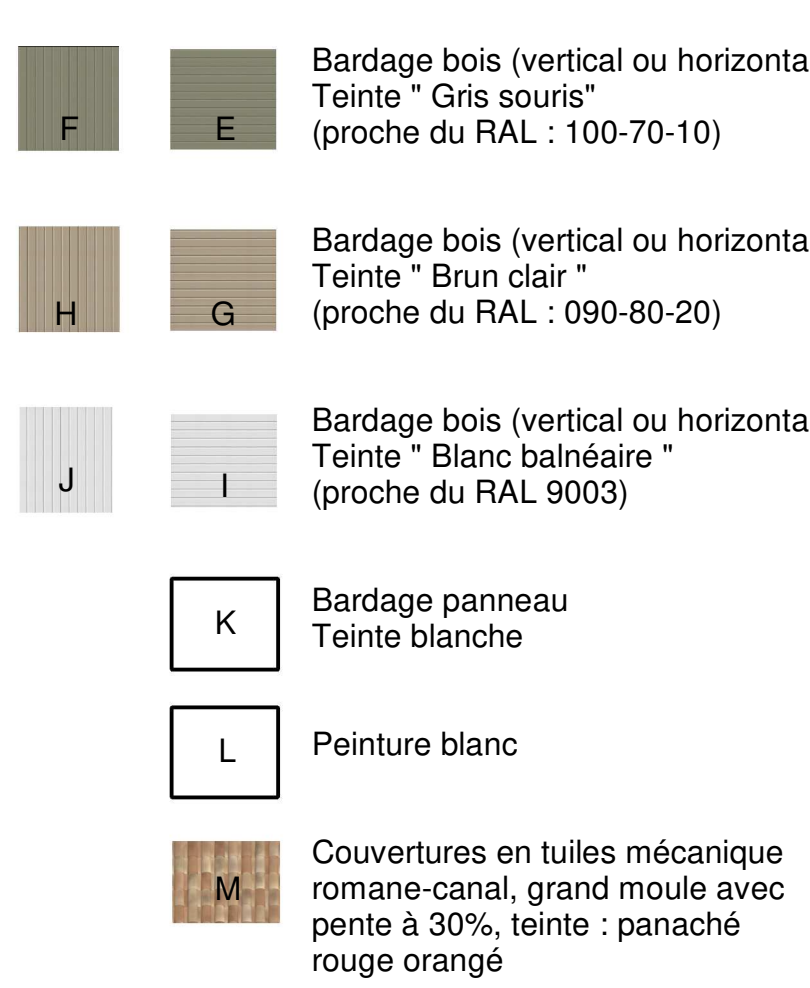 F E Bardage bois (vertical ou horizonta
Teinte " Gris souris"
(proche du RAL : 100-70-10)
H G Bardage bois (vertical ou horizonta
Teinte " Brun clair "
(proche du RAL : 090-80-20)
J I Bardage bois (vertical ou horizonta
Teinte " Blanc balnéaire "
(proche du RAL 9003)
K Bardage panneau
Teinte blanche
L Peinture blanc
M Couvertures en tuiles mécanique
romane-canal, grand moule avec
pente à 30%, teinte : panaché
rouge orangé